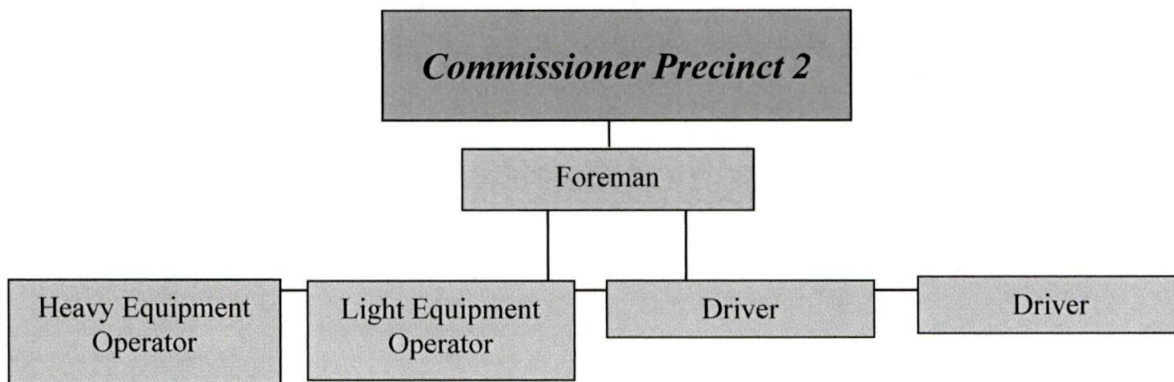 Commissioner Precinct 2
Foreman
Heavy Equipment
Operator
Light Equipment
Operator
Driver
Driver